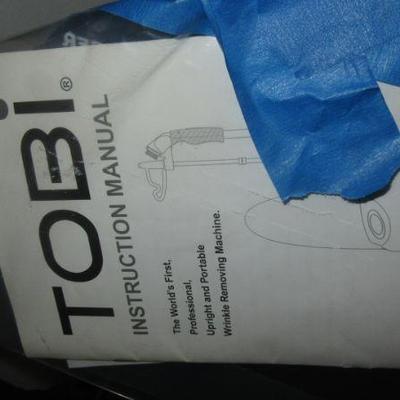 TOBi®
INSTRUCTION MANUAL
The World's First,
Professional,
Upright and Portable
Wrinkle Removing Machine.